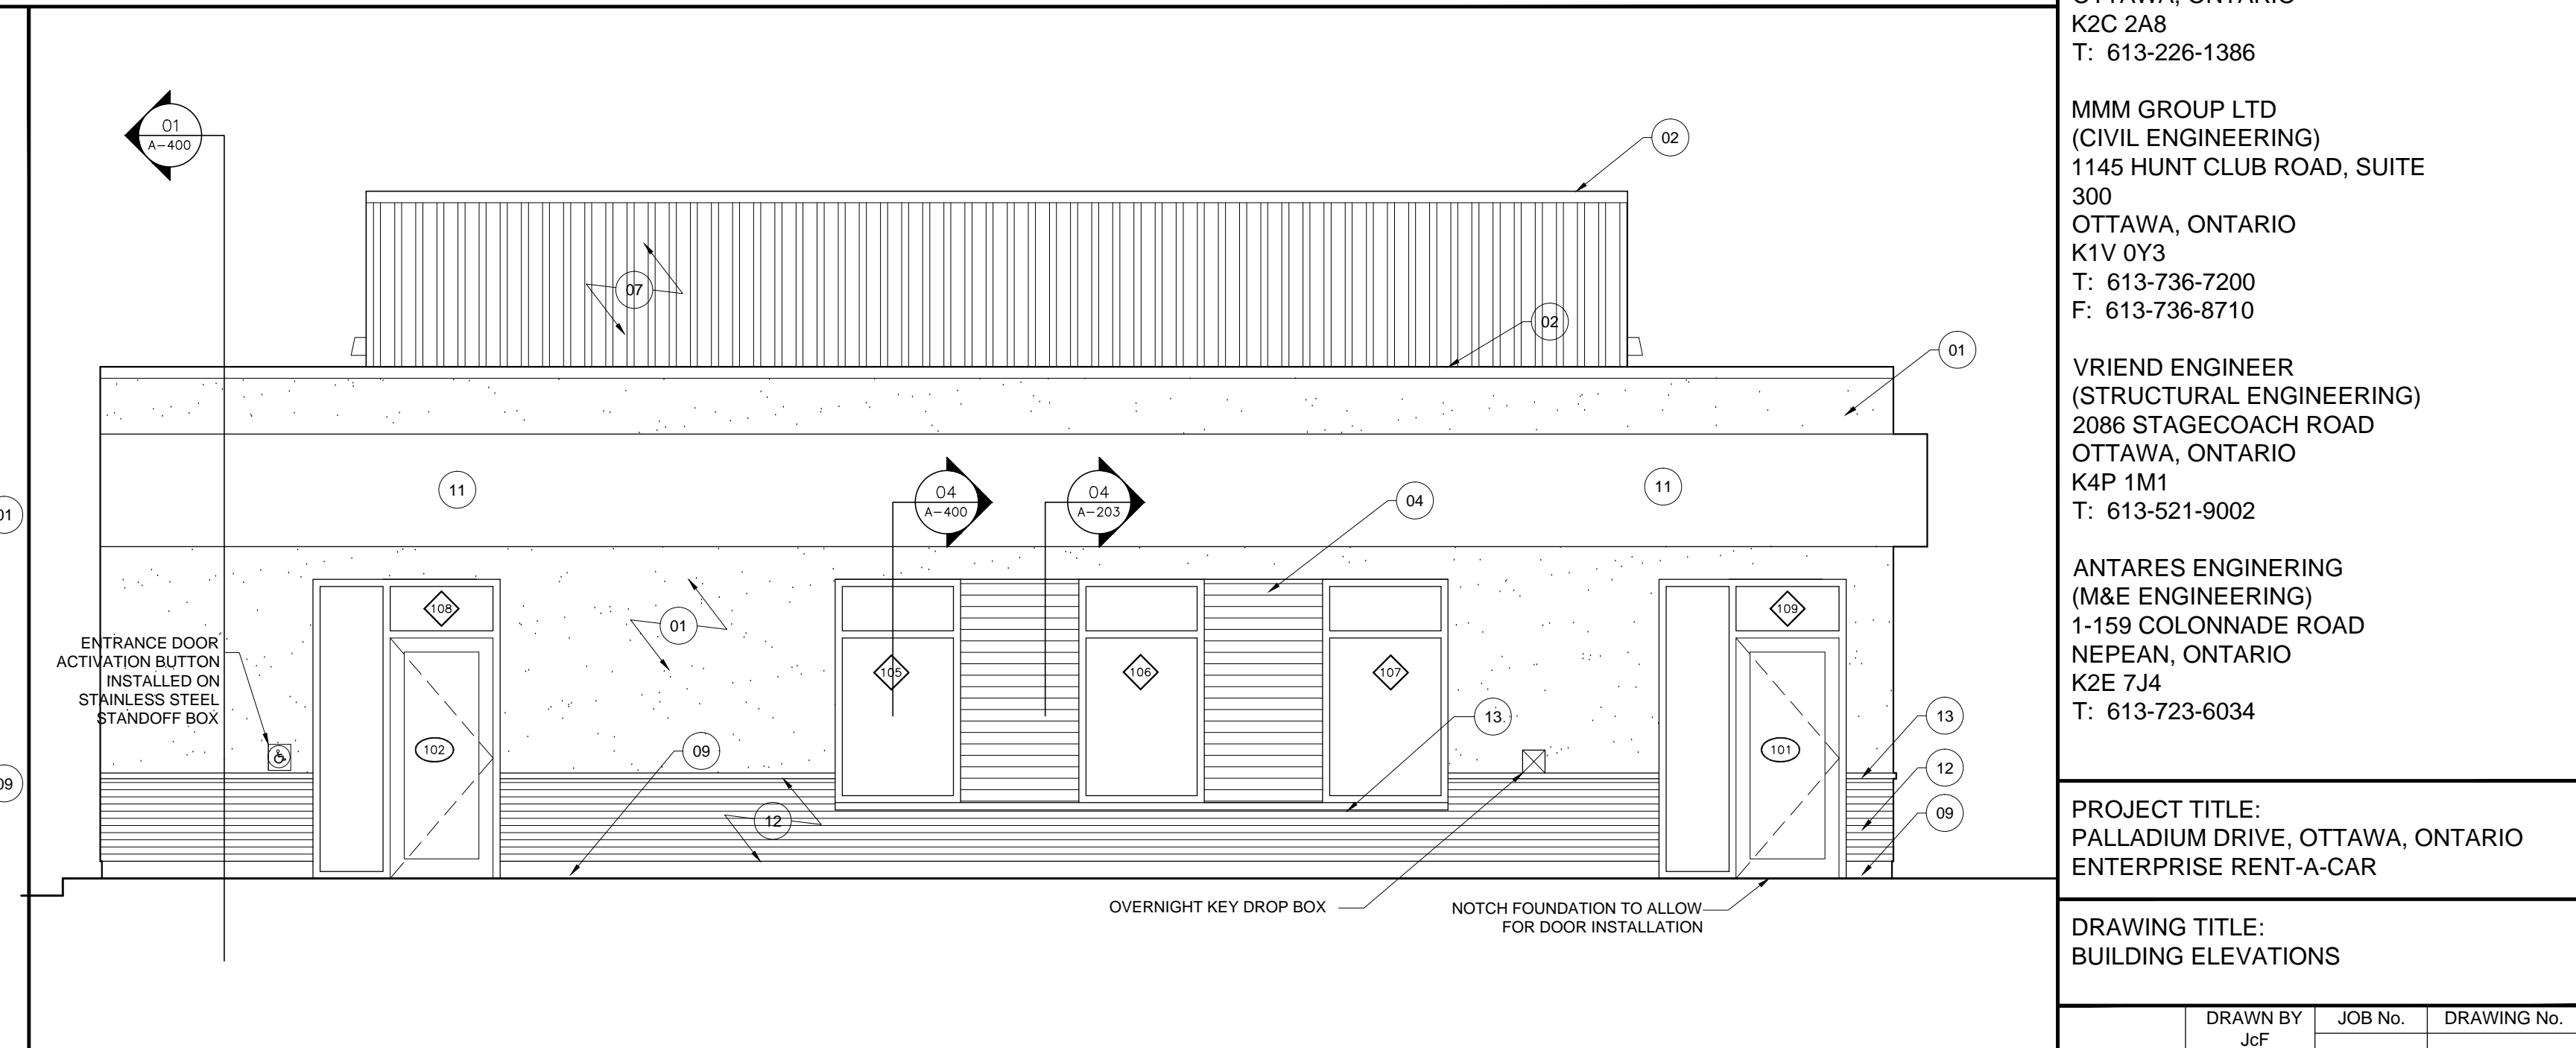 01
A-400
02
07
02
01
11
04
A-400
04
A-203
04
11
01
108
01
105
106
107
109
ENTRANCE DOOR
ACTIVATION BUTTON
INSTALLED ON
STAINLESS STEEL
STANDOFF BOX
102
09
13
101
13
12
09
12
09
OVERNIGHT KEY DROP BOX
NOTCH FOUNDATION TO ALLOW
FOR DOOR INSTALLATION
K2C 2A8
T: 613-226-1386
MMM GROUP LTD
(CIVIL ENGINEERING)
1145 HUNT CLUB ROAD, SUITE
300
OTTAWA, ONTARIO
K1V 0Y3
T: 613-736-7200
F: 613-736-8710
VRIEND ENGINEER
(STRUCTURAL ENGINEERING)
2086 STAGECOACH ROAD
OTTAWA, ONTARIO
K4P 1M1
T: 613-521-9002
ANTARES ENGINERING
(M&E ENGINEERING)
1-159 COLONNADE ROAD
NEPEAN, ONTARIO
K2E 7J4
T: 613-723-6034
PROJECT TITLE:
PALLADIUM DRIVE, OTTAWA, ONTARIO
ENTERPRISE RENT-A-CAR
DRAWING TITLE:
BUILDING ELEVATIONS
DRAWN BY
JcF
JOB No.
DRAWING No.